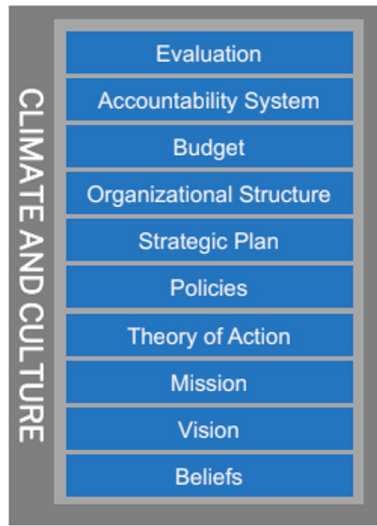 CLIMATE AND CULTURE
Evaluation
Accountability System
Budget
Organizational Structure
Strategic Plan
Policies
Theory of Action
Mission
Vision
Beliefs